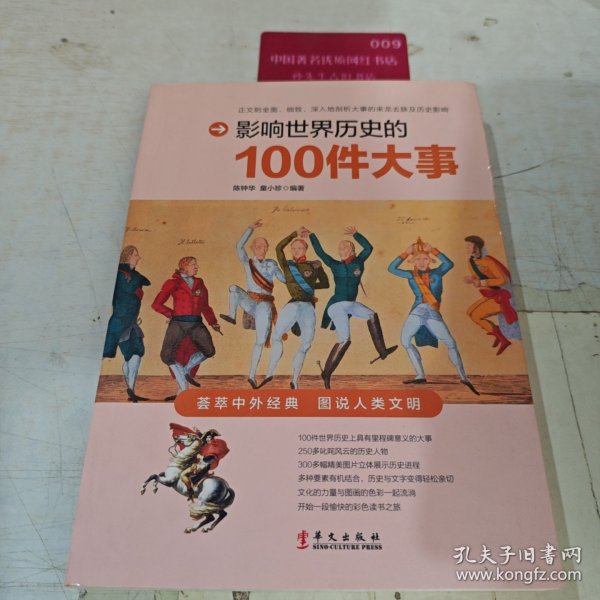 009
中国著名优质网红书店
正文则全面、细致、深入地剖析大事的来龙去脉及历史影响
影响世界历史的
100件大事
陈钟华 童小珍◎编著
荟萃中外经典 图说人类文明
100件世界历史上具有里程碑意义的大事
250多叱咤风云的历史人物
300多幅精美图片立体展示历史进程
多种要素有机结合，历史与文字变得轻松亲切
文化的力量与图画的色彩一起流淌
开始一段愉快的彩色读书之旅
华文出版社
SINO-CULTURE PRESS
孔夫子旧书网
www.kongfz.com